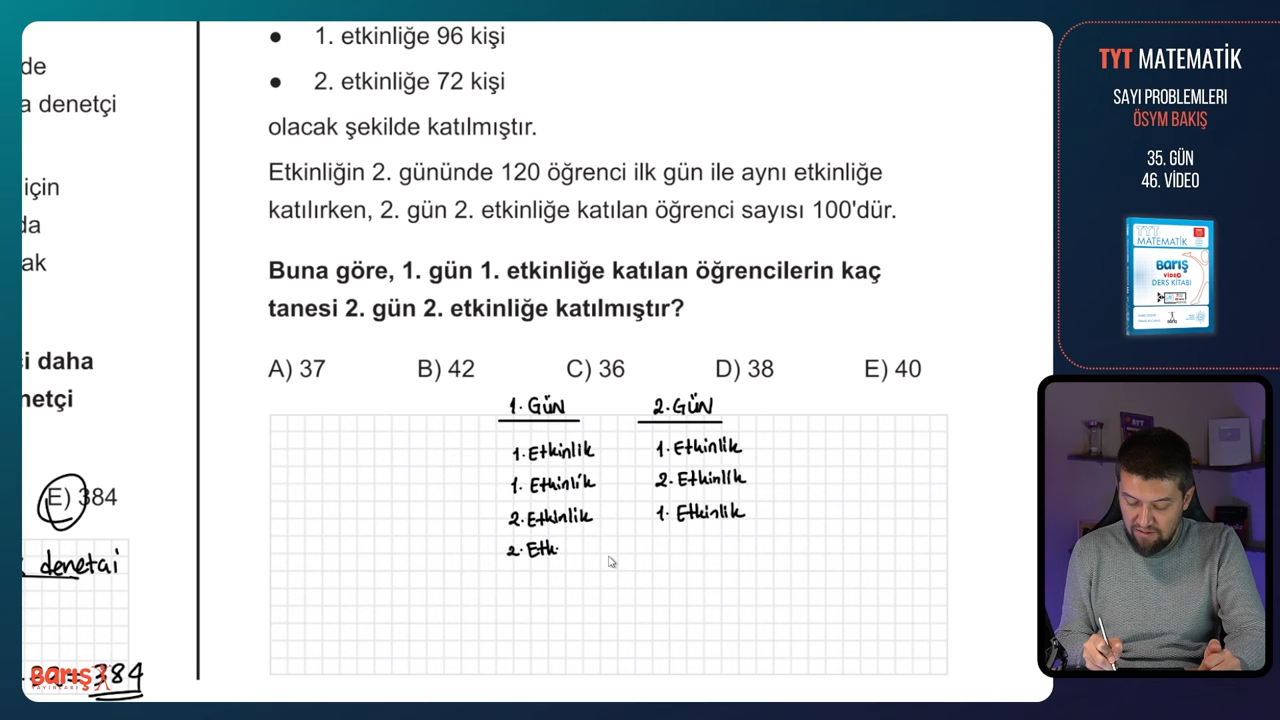 de
a denetçi
için
da
ak
i daha
netçi
E) 384
denetai
= 384
BARIŞ
YAYINLARI
● 1. etkinliğe 96 kişi
● 2. etkinliğe 72 kişi
olacak şekilde katılmıştır.
Etkinliğin 2. gününde 120 öğrenci ilk gün ile aynı etkinliğe
katılırken, 2. gün 2. etkinliğe katılan öğrenci sayısı 100'dür.
Buna göre, 1. gün 1. etkinliğe katılan öğrencilerin kaç
tanesi 2. gün 2. etkinliğe katılmıştır?
A) 37 B) 42 C) 36 D) 38 E) 40
1. GÜN 2. GÜN
1. Etkinlik 1. Etkinlik
1. Etkinlik 2. Etkinlik
2. Etkinlik 1. Etkinlik
2. Etk.
TYT MATEMATİK
SAYI PROBLEMLERI
ÖSYM BAKIŞ
35. GÜN
46. VİDEO
TYT
MATEMATİK
BARIŞ
VİDEO
DERS KİTABI